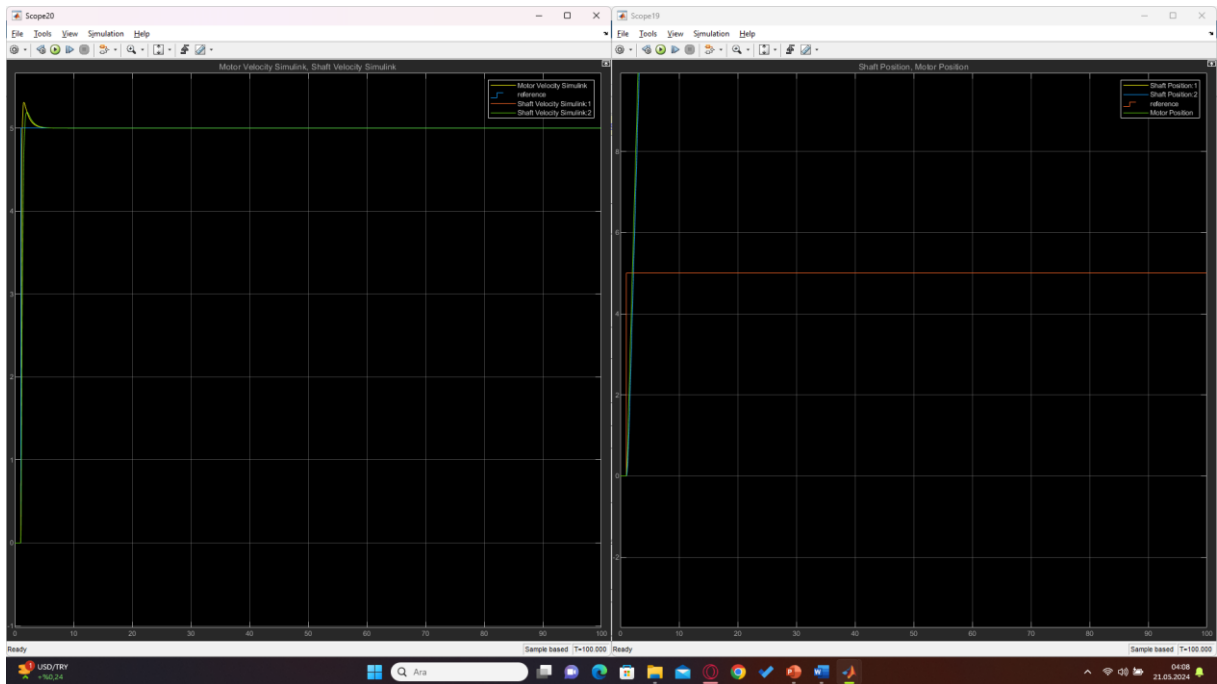 Scope20
File Tools View Simulation Help
Motor Velocity Simulink, Shaft Velocity Simulink
Motor Velocity Simulink
reference
Shaft Velocity Simulink:1
Shaft Velocity Simulink:2
5
4
3
2
1
0
-1
0 10 20 30 40 50 60 70 80 90 100
Ready Sample based T=100.000
Scope19
File Tools View Simulation Help
Shaft Position, Motor Position
Shaft Position:1
Shaft Position:2
reference
Motor Position
8
6
4
2
0
-2
0 10 20 30 40 50 60 70 80 90 100
Ready Sample based T=100.000
1
USD/TRY
+%0,24
Ara
04:08
21.05.2024